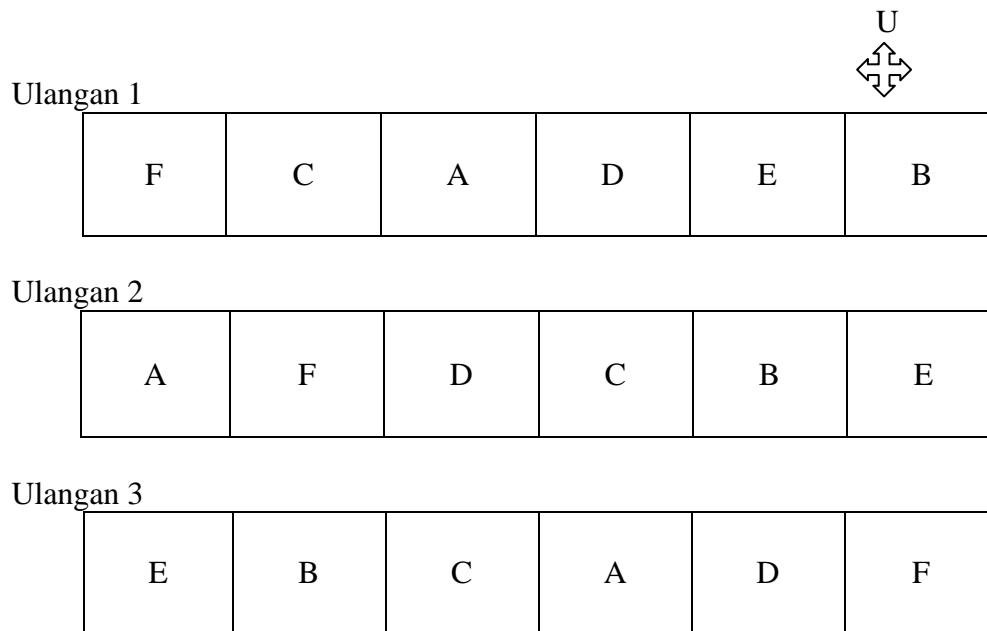 U
Ulangan 1
F C A D E B
Ulangan 2
A F D C B E
Ulangan 3
E B C A D F